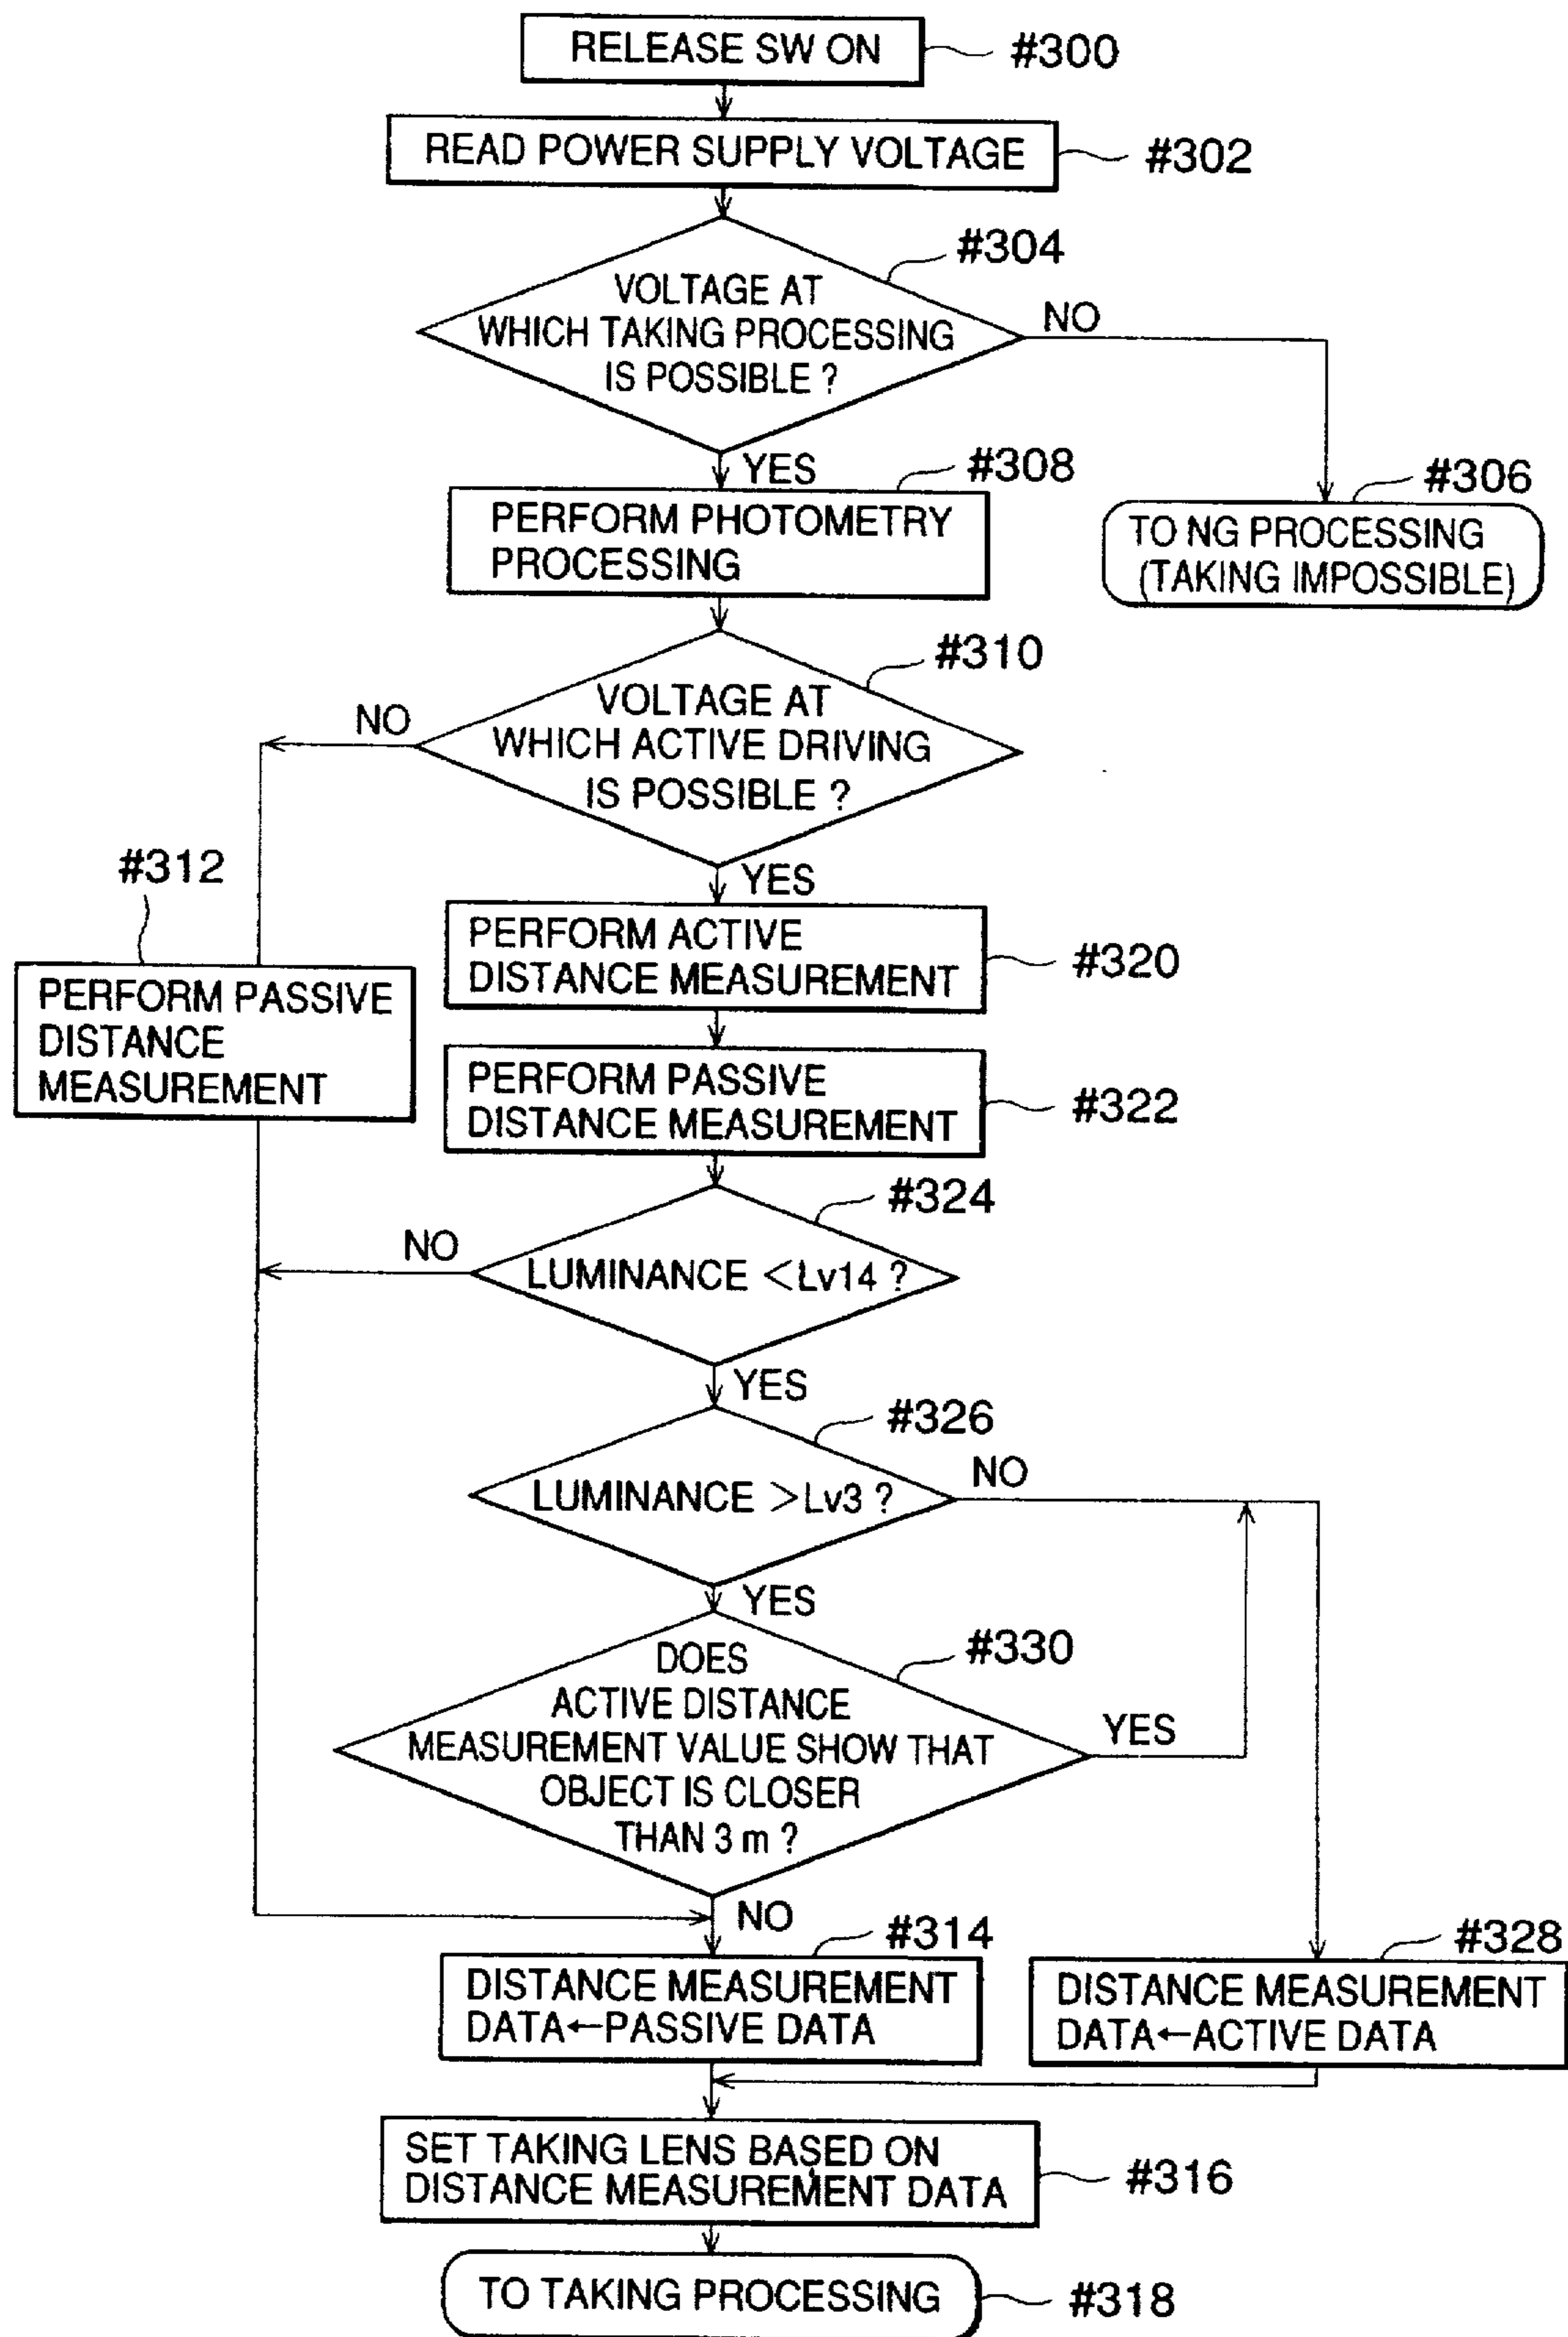 RELEASE SW ON
#300
READ POWER SUPPLY VOLTAGE
#302
#304
VOLTAGE AT
WHICH TAKING PROCESSING
IS POSSIBLE ?
NO
YES
#308
PERFORM PHOTOMETRY
PROCESSING
#306
TO NG PROCESSING
(TAKING IMPOSSIBLE)
#310
VOLTAGE AT
WHICH ACTIVE DRIVING
IS POSSIBLE ?
NO
YES
#312
PERFORM PASSIVE
DISTANCE
MEASUREMENT
PERFORM ACTIVE
DISTANCE MEASUREMENT
#320
PERFORM PASSIVE
DISTANCE MEASUREMENT
#322
#324
LUMINANCE <Lv14 ?
NO
YES
#326
LUMINANCE >Lv3 ?
NO
YES
#330
DOES
ACTIVE DISTANCE
MEASUREMENT VALUE SHOW THAT
OBJECT IS CLOSER
THAN 3 m ?
YES
NO
#314
DISTANCE MEASUREMENT
DATA←PASSIVE DATA
#328
DISTANCE MEASUREMENT
DATA←ACTIVE DATA
SET TAKING LENS BASED ON
DISTANCE MEASUREMENT DATA
#316
TO TAKING PROCESSING
#318